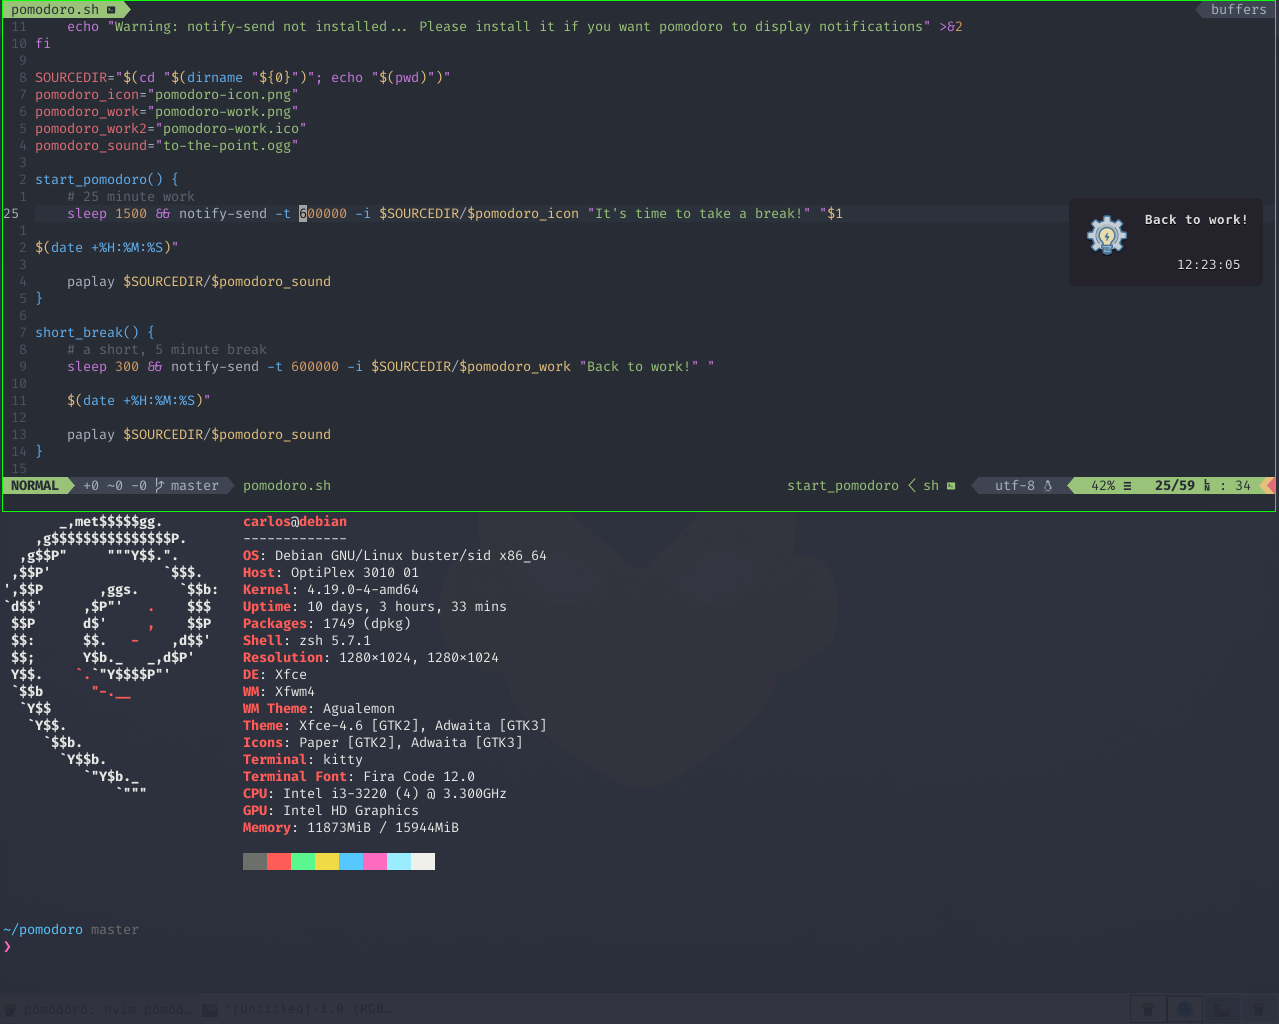 pomodoro.sh
buffers
11 echo "Warning: notify-send not installed... Please install it if you want pomodoro to display notifications" >&2
10 fi
9
8 SOURCEDIR="$(cd "$(dirname "${0}")"; echo "$(pwd)")"
7 pomodoro_icon="pomodoro-icon.png"
6 pomodoro_work="pomodoro-work.png"
5 pomodoro_work2="pomodoro-work.ico"
4 pomodoro_sound="to-the-point.ogg"
3
2 start_pomodoro() {
1 # 25 minute work
25 sleep 1500 && notify-send -t 600000 -i $SOURCEDIR/$pomodoro_icon "It's time to take a break!" "$1
1
2 $(date +%H:%M:%S)"
3
4 paplay $SOURCEDIR/$pomodoro_sound
5 }
6
7 short_break() {
8 # a short, 5 minute break
9 sleep 300 && notify-send -t 600000 -i $SOURCEDIR/$pomodoro_work "Back to work!" "
10
11 $(date +%H:%M:%S)"
12
13 paplay $SOURCEDIR/$pomodoro_sound
14 }
15
Back to work!
12:23:05
NORMAL +0 ~0 -0 master pomodoro.sh start_pomodoro < sh utf-8 42% ≡ 25/59 : 34
_,met$$$$$gg.
,g$$$$$$$$$$$$$$$P.
,g$$P" """Y$$.".
,$$P' `$$$.
',$$P ,ggs. `$$b:
`d$$' ,$P"' . $$$
$$P d$' , $$P
$$: $$. - ,d$$'
$$; Y$b._ _,d$P'
Y$$. `.`"Y$$$$P"'
`$$b "-.__
`Y$$
`Y$$.
`$$b.
`Y$$b.
`"Y$b._
`"""
carlos@debian
-------------
OS: Debian GNU/Linux buster/sid x86_64
Host: OptiPlex 3010 01
Kernel: 4.19.0-4-amd64
Uptime: 10 days, 3 hours, 33 mins
Packages: 1749 (dpkg)
Shell: zsh 5.7.1
Resolution: 1280×1024, 1280×1024
DE: Xfce
WM: Xfwm4
WM Theme: Agualemon
Theme: Xfce-4.6 [GTK2], Adwaita [GTK3]
Icons: Paper [GTK2], Adwaita [GTK3]
Terminal: kitty
Terminal Font: Fira Code 12.0
CPU: Intel i3-3220 (4) @ 3.300GHz
GPU: Intel HD Graphics
Memory: 11873MiB / 15944MiB
~/pomodoro master
❯
pomodoro: nvim pomod…
*[Untitled]-1.0 (RGB…